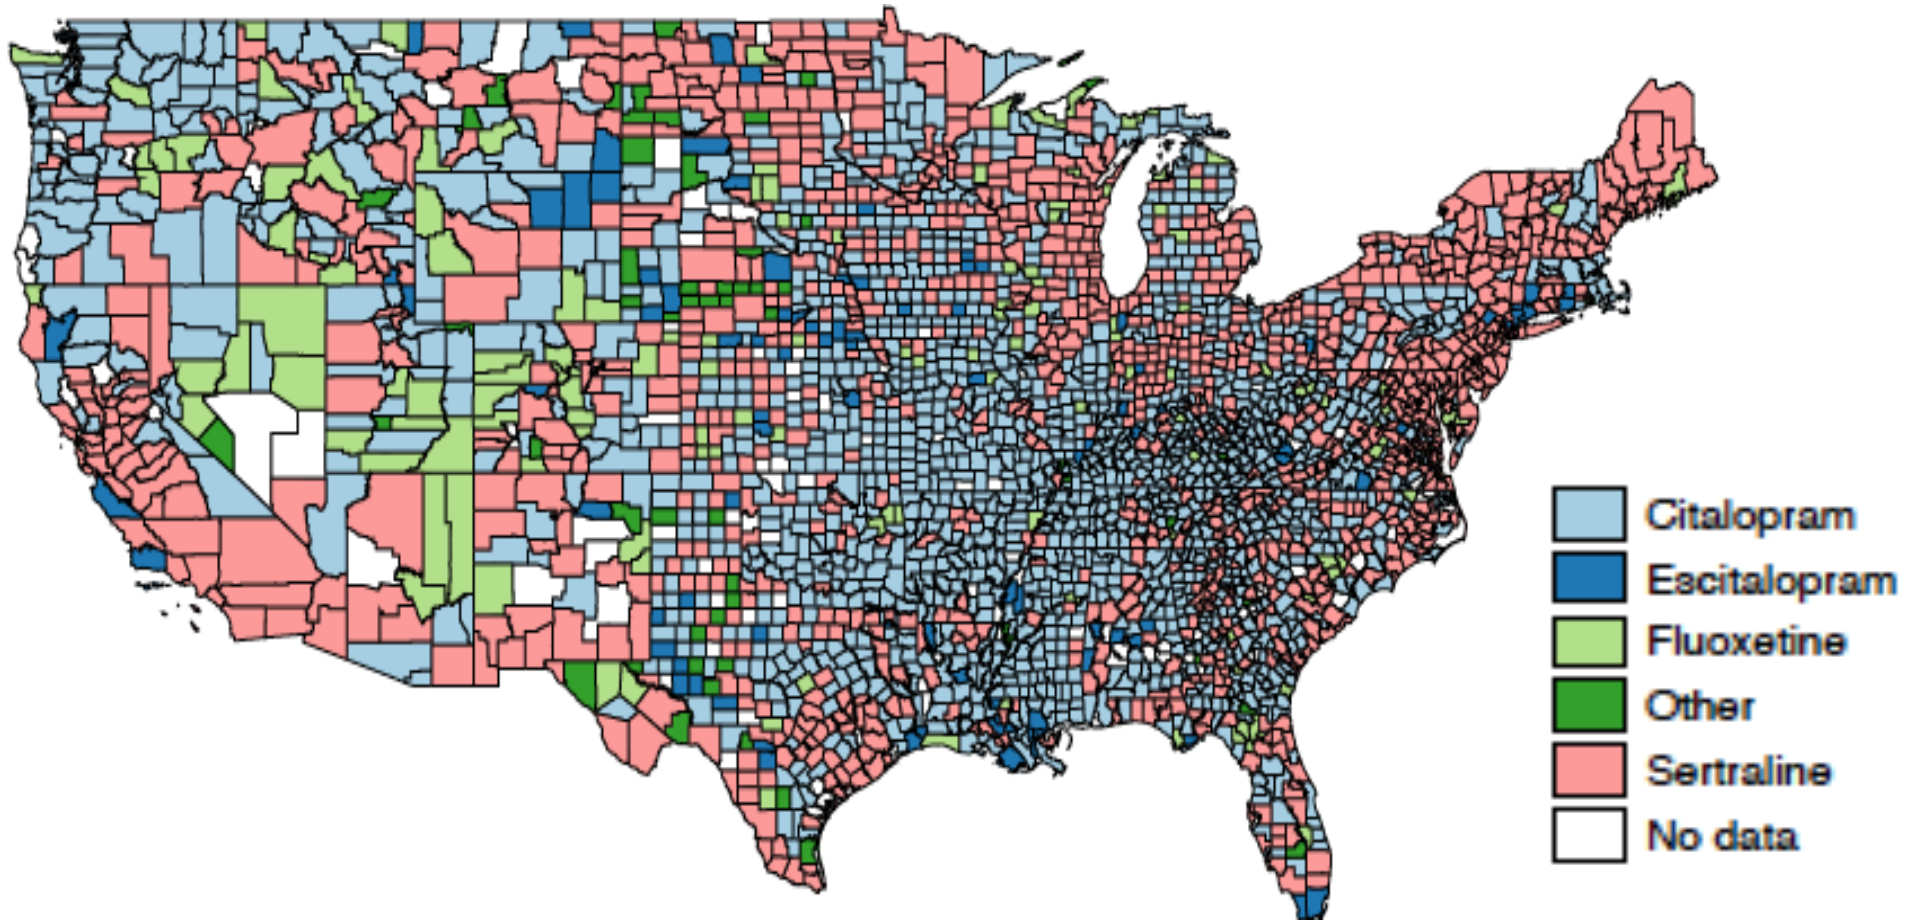 Citalopram
Escitalopram
Fluoxetine
Other
Sertraline
No data